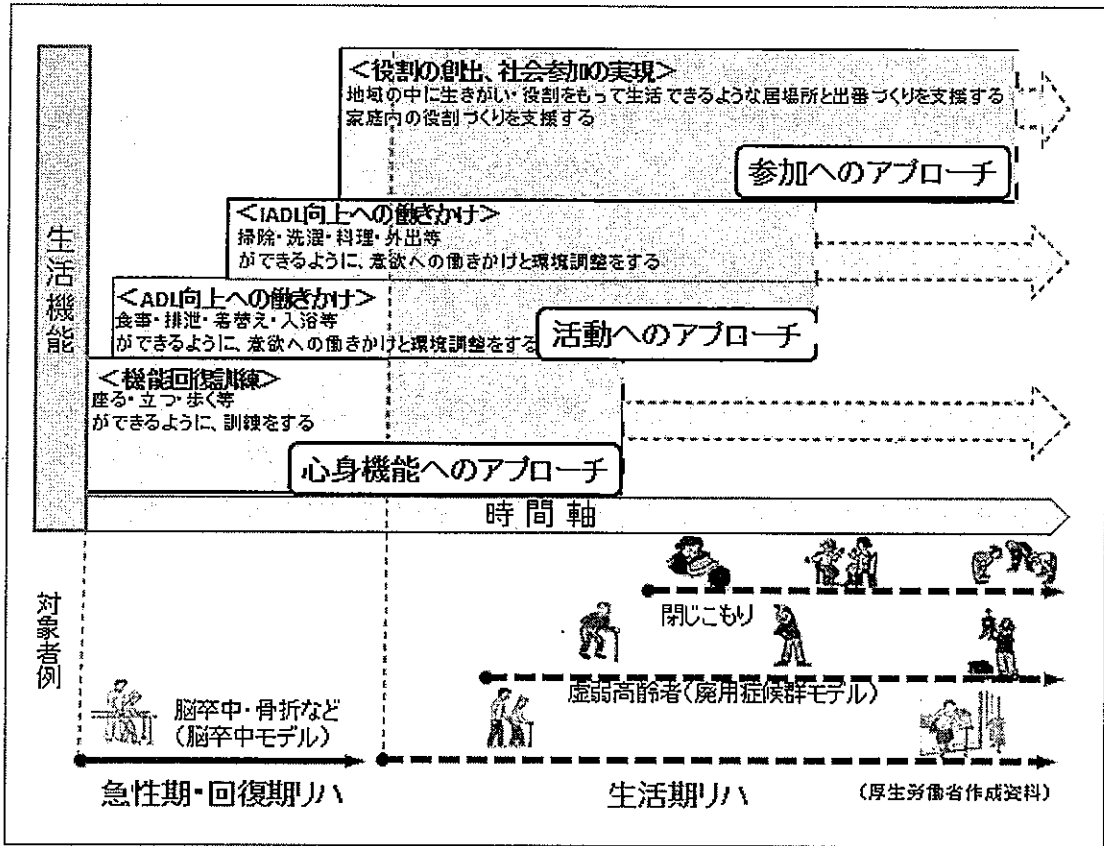 <役割の創出、社会参加の実現>
地域の中に生きがい・役割をもって生活できるような居場所と出番づくりを支援する
家庭内の役割づくりを支援する
参加へのアプローチ
<IADL向上への働きかけ>
掃除・洗濯・料理・外出等
ができるように、意欲への働きかけと環境調整をする
<ADL向上への働きかけ>
食事・排泄・着替え・入浴等
ができるように、意欲への働きかけと環境調整をする
活動へのアプローチ
<機能回復訓練>
座る・立つ・歩く等
ができるように、訓練をする
心身機能へのアプローチ
生活機能
時間軸
対象者例
閉じこもり
虚弱高齢者(廃用症候群モデル)
脳卒中・骨折など
(脳卒中モデル)
急性期・回復期リハ
生活期リハ
(厚生労働省作成資料)